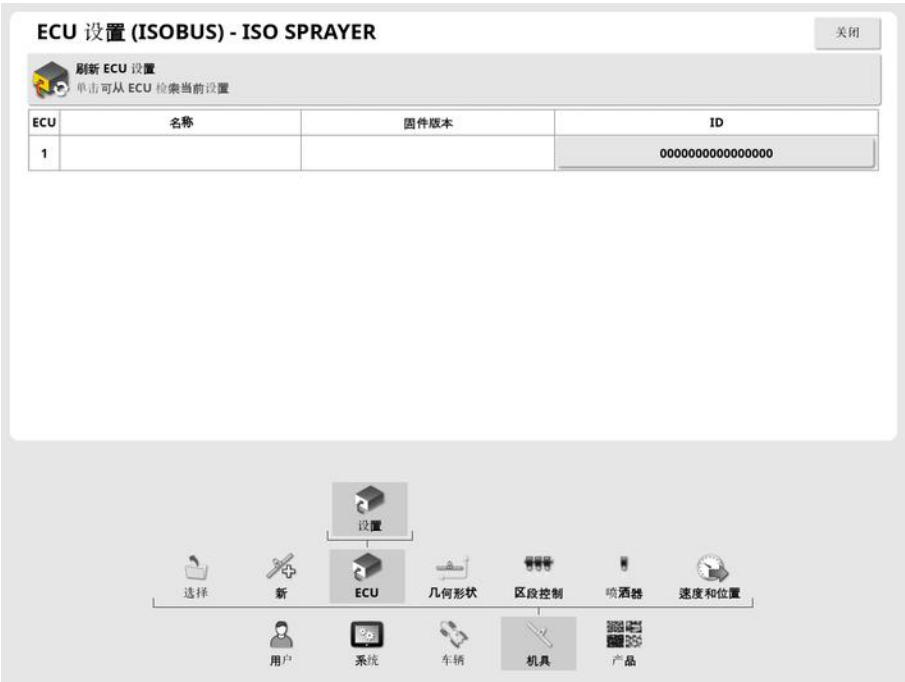 ECU 设置 (ISOBUS) - ISO SPRAYER
关闭
刷新 ECU 设置
单击可从 ECU 检索当前设置
ECU 名称 固件版本 ID
1 0000000000000000
设置
选择 新 ECU 几何形状 区段控制 喷洒器 速度和位置
用户 系统 车辆 机具 产品